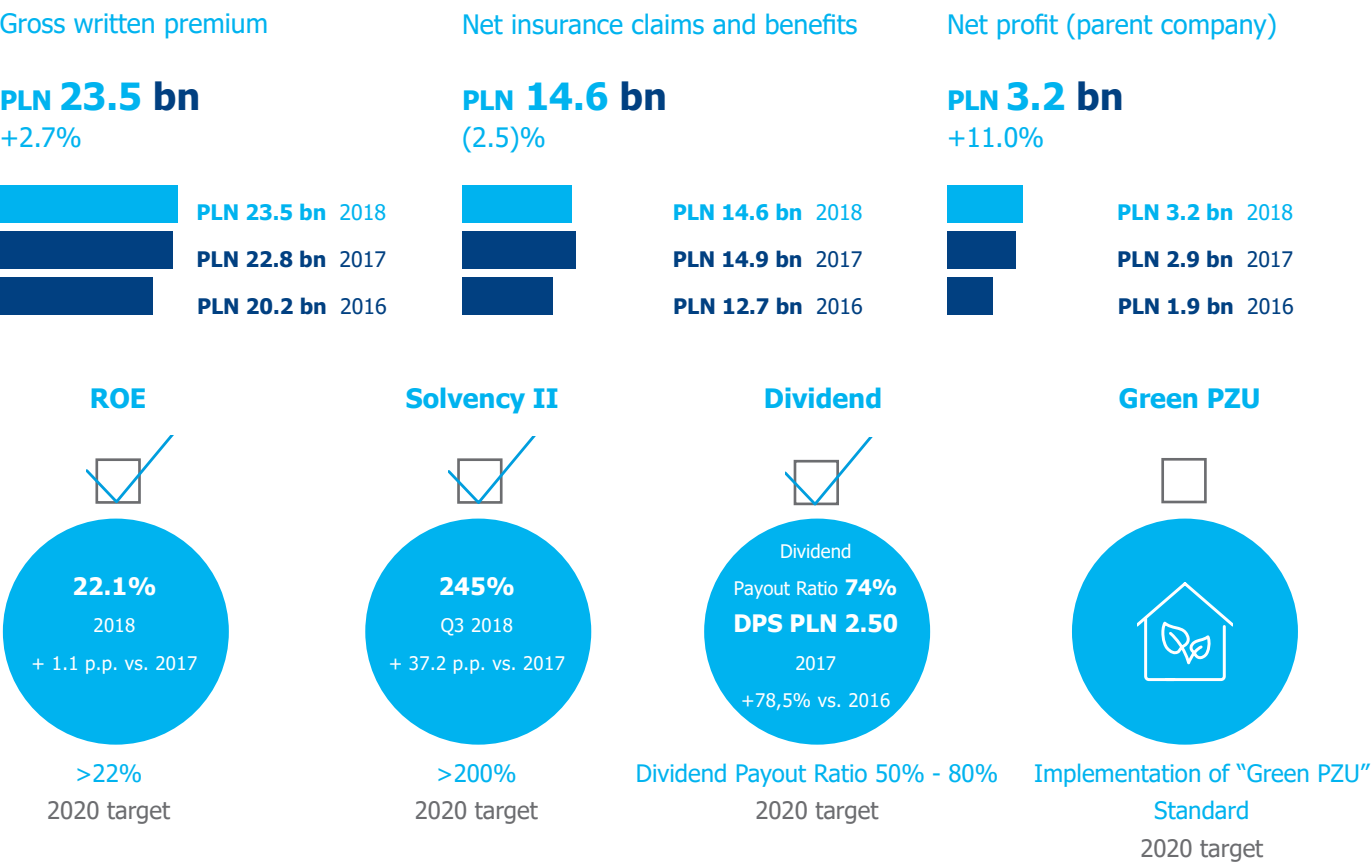 Gross written premium
PLN 23.5 bn
+2.7%
PLN 23.5 bn 2018
PLN 22.8 bn 2017
PLN 20.2 bn 2016
Net insurance claims and benefits
PLN 14.6 bn
(2.5)%
PLN 14.6 bn 2018
PLN 14.9 bn 2017
PLN 12.7 bn 2016
Net profit (parent company)
PLN 3.2 bn
+11.0%
PLN 3.2 bn 2018
PLN 2.9 bn 2017
PLN 1.9 bn 2016
ROE
22.1%
2018
+ 1.1 p.p. vs. 2017
>22%
2020 target
Solvency II
245%
Q3 2018
+ 37.2 p.p. vs. 2017
>200%
2020 target
Dividend
Dividend
Payout Ratio 74%
DPS PLN 2.50
2017
+78,5% vs. 2016
Dividend Payout Ratio 50% - 80%
2020 target
Green PZU
Implementation of “Green PZU”
Standard
2020 target